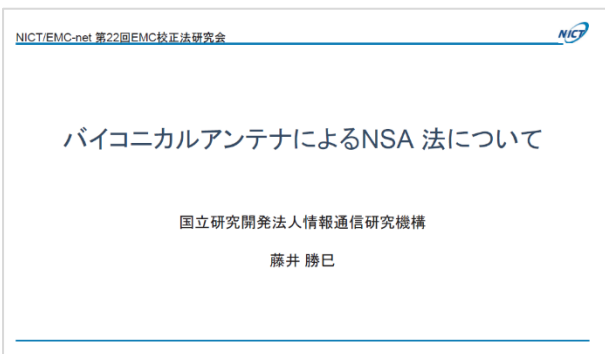 NICT/EMC-net 第22回EMC校正法研究会
NICT
バイコニカルアンテナによるNSA 法について
国立研究開発法人情報通信研究機構
藤井 勝巳